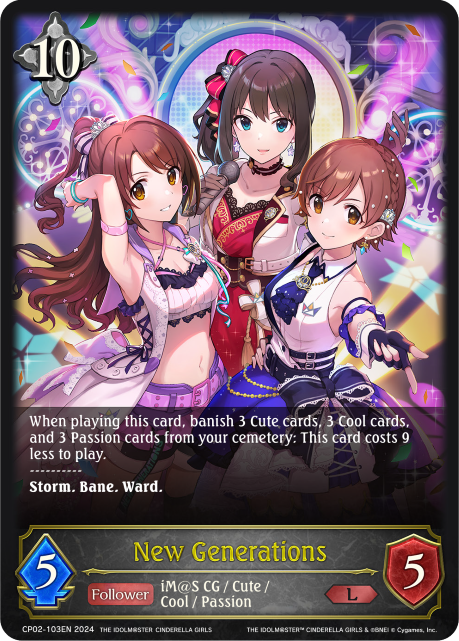 10
When playing this card, banish 3 Cute cards, 3 Cool cards,
and 3 Passion cards from your cemetery: This card costs 9
less to play.
----------
Storm. Bane. Ward.
New Generations
5
5
Follower
iM@S CG / Cute /
Cool / Passion
L
CP02-103EN 2024 THE IDOLM@STER CINDERELLA GIRLS THE IDOLM@STER™ CINDERELLA GIRLS & ©BNEI © Cygames, Inc.